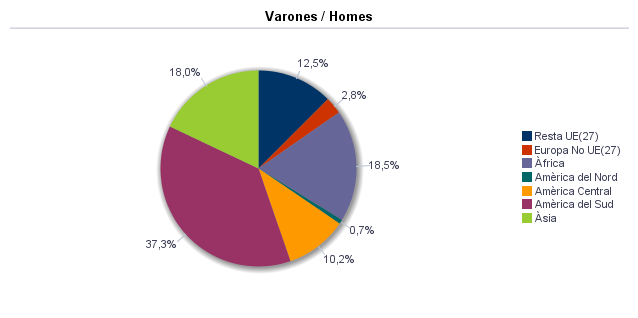 Varones / Homes
12,5%
2,8%
18,5%
0,7%
10,2%
37,3%
18,0%
Resta UE(27)
Europa No UE(27)
Àfrica
Amèrica del Nord
Amèrica Central
Amèrica del Sud
Àsia